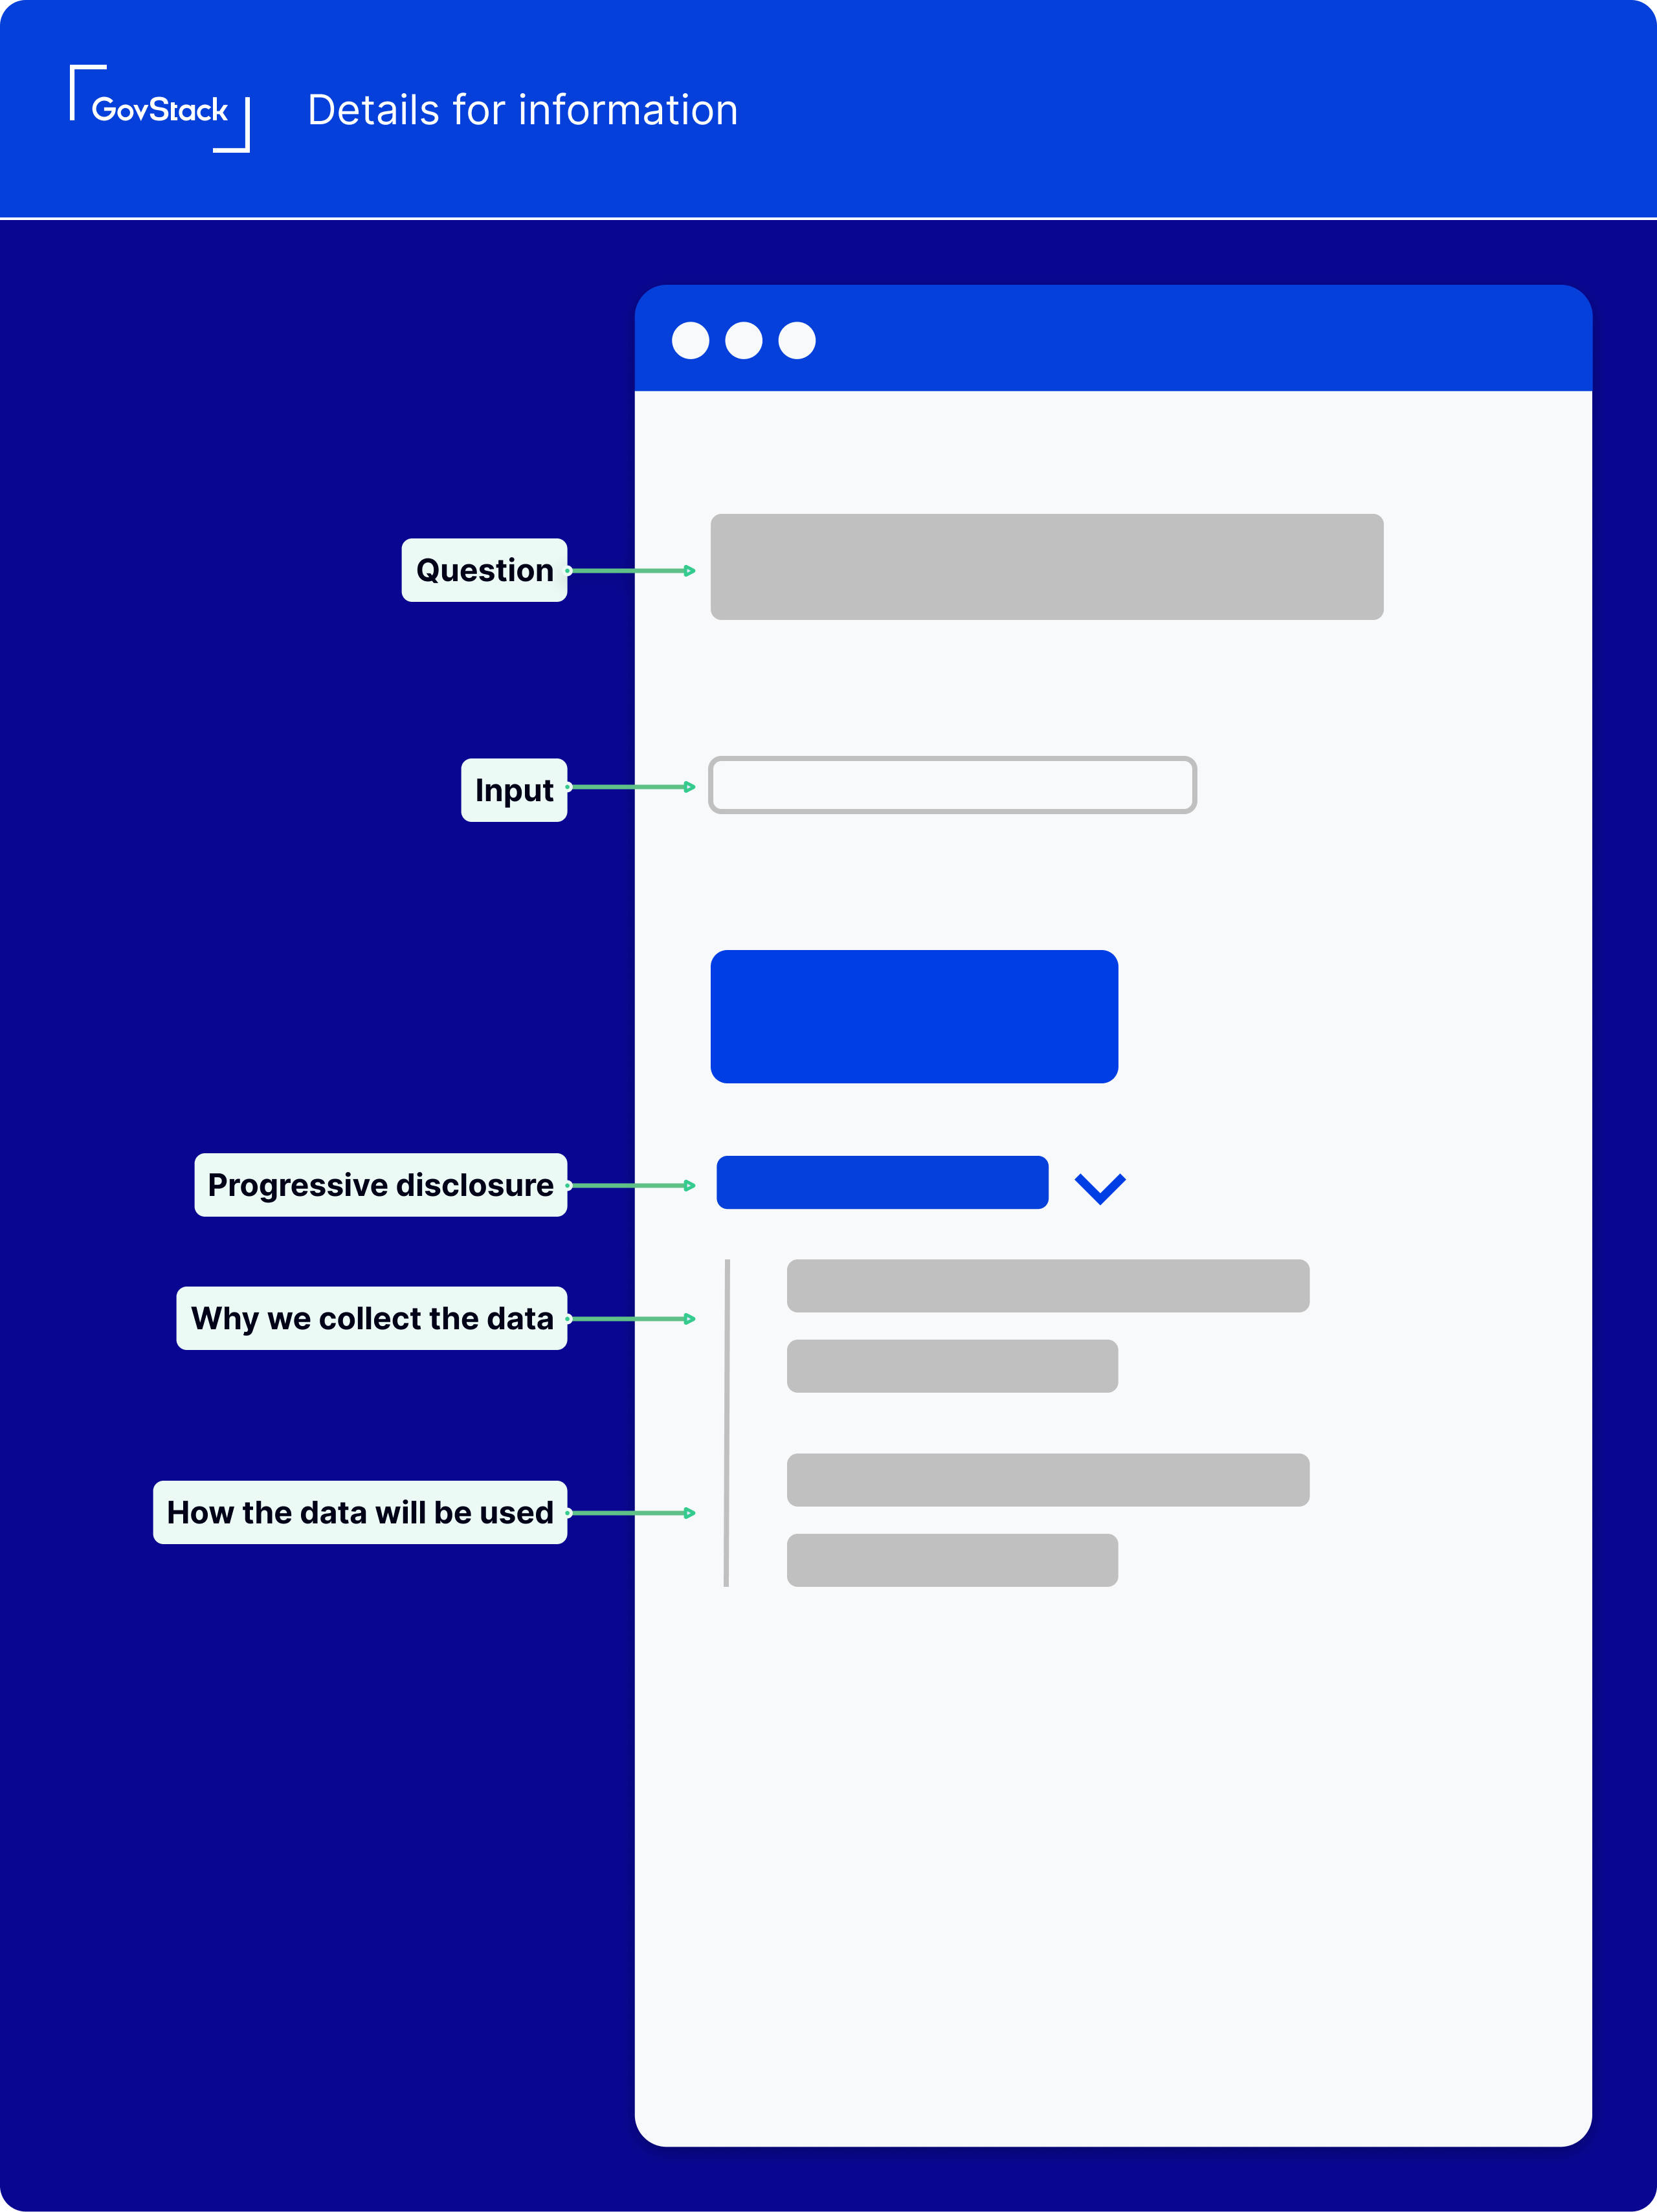 GovStack
Details for information
Question
Input
Progressive disclosure
Why we collect the data
How the data will be used